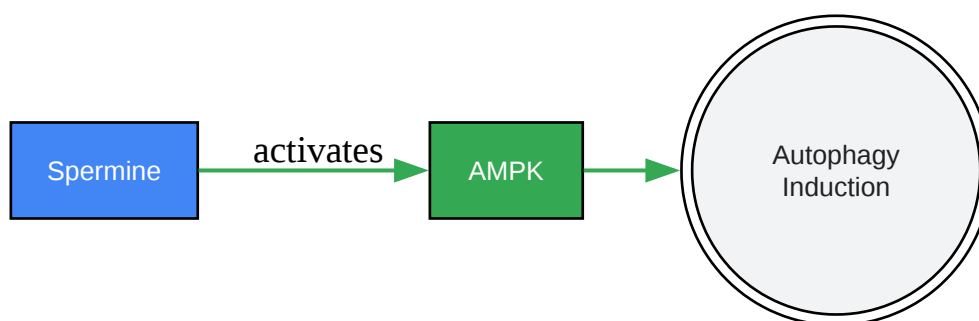 Spermine
activates
AMPK
Autophagy
Induction